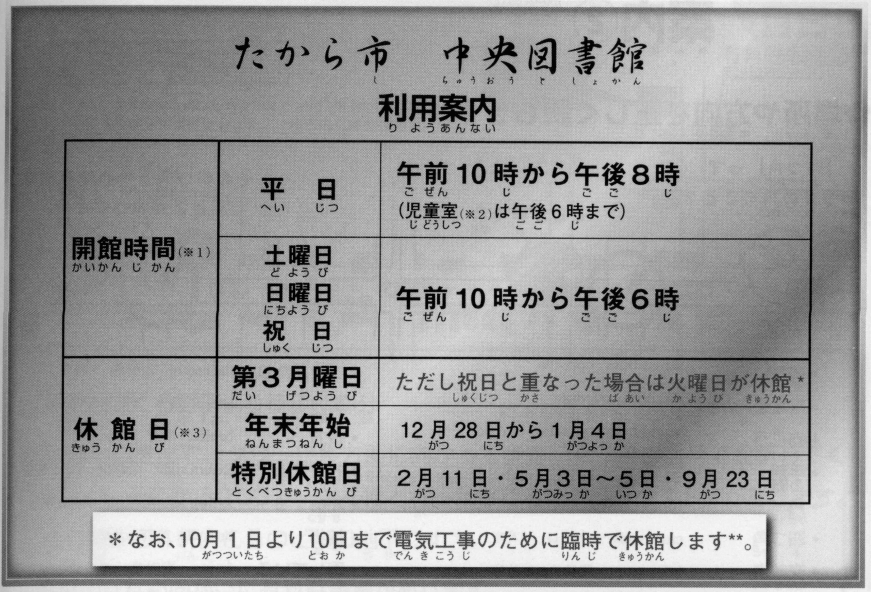 たから市　中央図書館
し　ちゅうおう　と　しょかん
利用案内
りようあんない
開館時間(※1)
かいかんじかん
平　日
へい　じつ
午前10時から午後8時
ごぜん　じ　ごご　じ
(児童室(※2)は午後6時まで)
じどうしつ　ごご　じ
土曜日
どようび
日曜日
にちようび
祝　日
しゅく　じつ
午前10時から午後6時
ごぜん　じ　ごご　じ
休館日(※3)
きゅうかんび
第3月曜日
だい　げつようび
ただし祝日と重なった場合は火曜日が休館*
しゅくじつ　かさ　ばあい　かようび　きゅうかん
年末年始
ねんまつねんし
12月28日から1月4日
がつ　にち　がつよっか
特別休館日
とくべつきゅうかんび
2月11日・5月3日～5日・9月23日
がつ　にち　がつみっか　いつか　がつ　にち
＊なお、10月1日より10日まで電気工事のために臨時で休館します**。
がつついたち　とおか　でんきこうじ　りんじ　きゅうかん